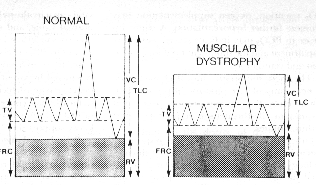 NORMAL
VC
TLC
TV
FRC
RV
MUSCULAR
DYSTROPHY
VC
TLC
TV
FRC
RV